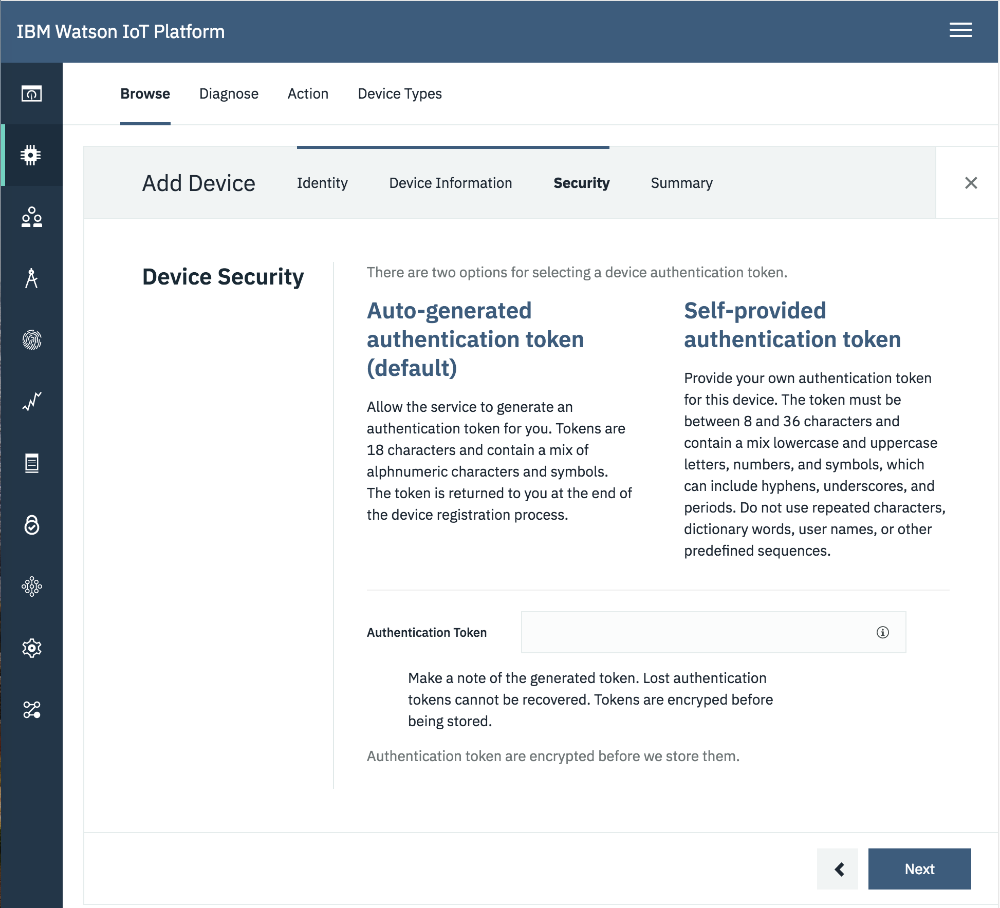 IBM Watson IoT Platform
Browse Diagnose Action Device Types
Add Device Identity Device Information Security Summary
Device Security
There are two options for selecting a device authentication token.
Auto-generated
authentication token
(default)
Allow the service to generate an
authentication token for you. Tokens are
18 characters and contain a mix of
alphnumeric characters and symbols.
The token is returned to you at the end of
the device registration process.
Self-provided
authentication token
Provide your own authentication token
for this device. The token must be
between 8 and 36 characters and
contain a mix lowercase and uppercase
letters, numbers, and symbols, which
can include hyphens, underscores, and
periods. Do not use repeated characters,
dictionary words, user names, or other
predefined sequences.
Authentication Token
Make a note of the generated token. Lost authentication
tokens cannot be recovered. Tokens are encryped before
being stored.
Authentication token are encrypted before we store them.
Next